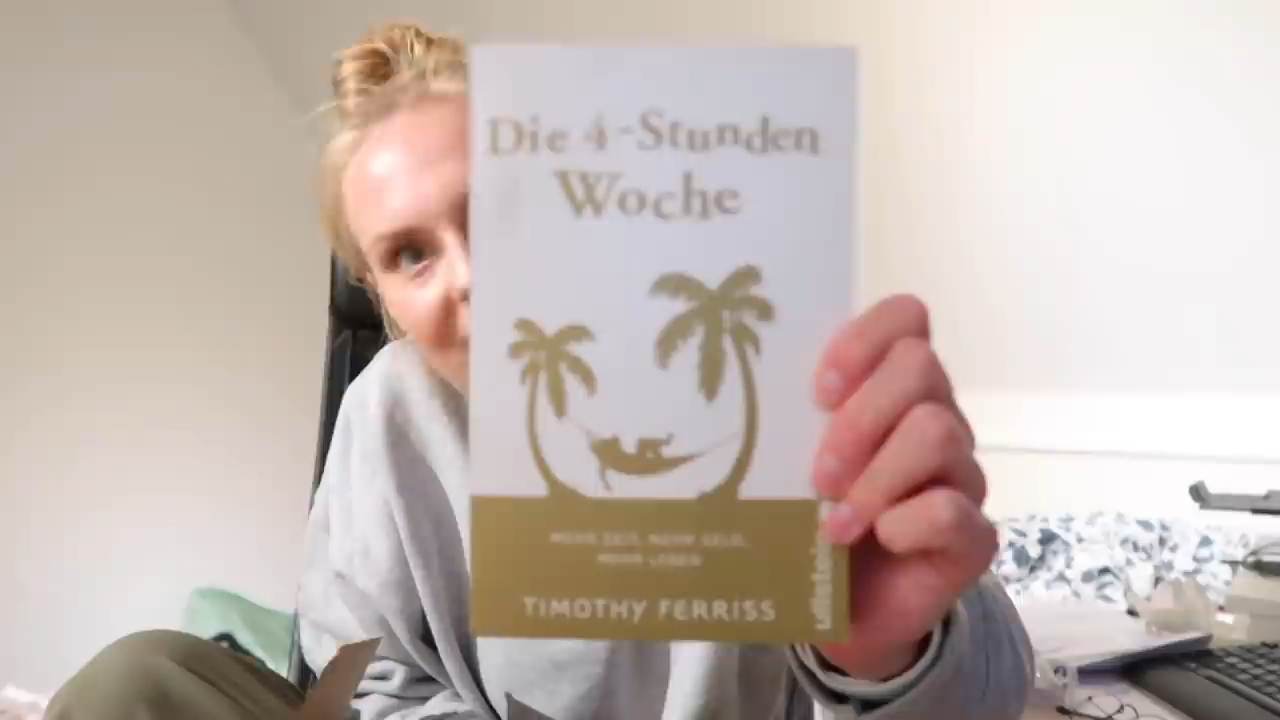 Die 4-Stunden
Woche
MEHR ZEIT, MEHR GELD,
MEHR LEBEN
TIMOTHY FERRISS
ullstein